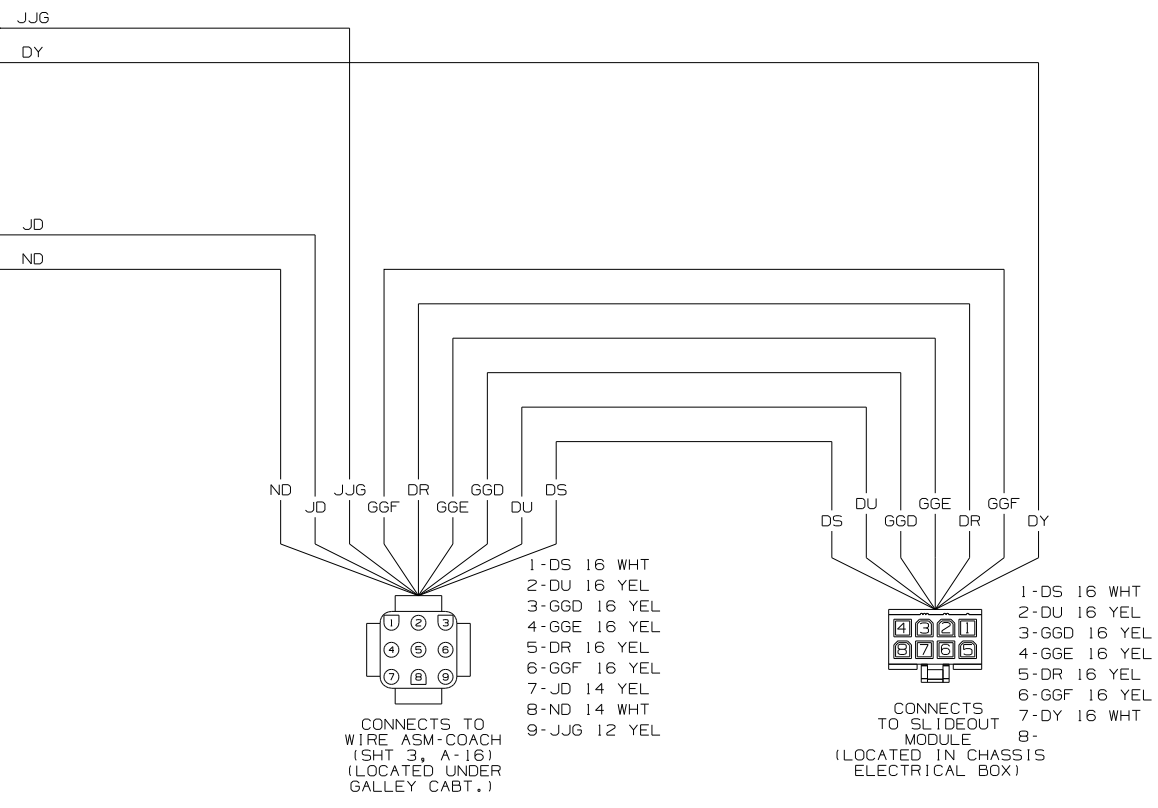 JJG
DY
JD
ND
ND
JD
JJG
GGF
DR
GGE
GGD
DU
DS
DS
DU
GGD
GGE
DR
GGF
DY
1-DS 16 WHT
2-DU 16 YEL
3-GGD 16 YEL
4-GGE 16 YEL
5-DR 16 YEL
6-GGF 16 YEL
7-JD 14 YEL
8-ND 14 WHT
9-JJG 12 YEL
1 2 3
4 5 6
7 8 9
CONNECTS TO
WIRE ASM-COACH
(SHT 3, A-16)
(LOCATED UNDER
GALLEY CABT.)
1-DS 16 WHT
2-DU 16 YEL
3-GGD 16 YEL
4-GGE 16 YEL
5-DR 16 YEL
6-GGF 16 YEL
7-DY 16 WHT
8-
4 3 2 1
8 7 6 5
CONNECTS
TO SLIDEOUT
MODULE
(LOCATED IN CHASSIS
ELECTRICAL BOX)